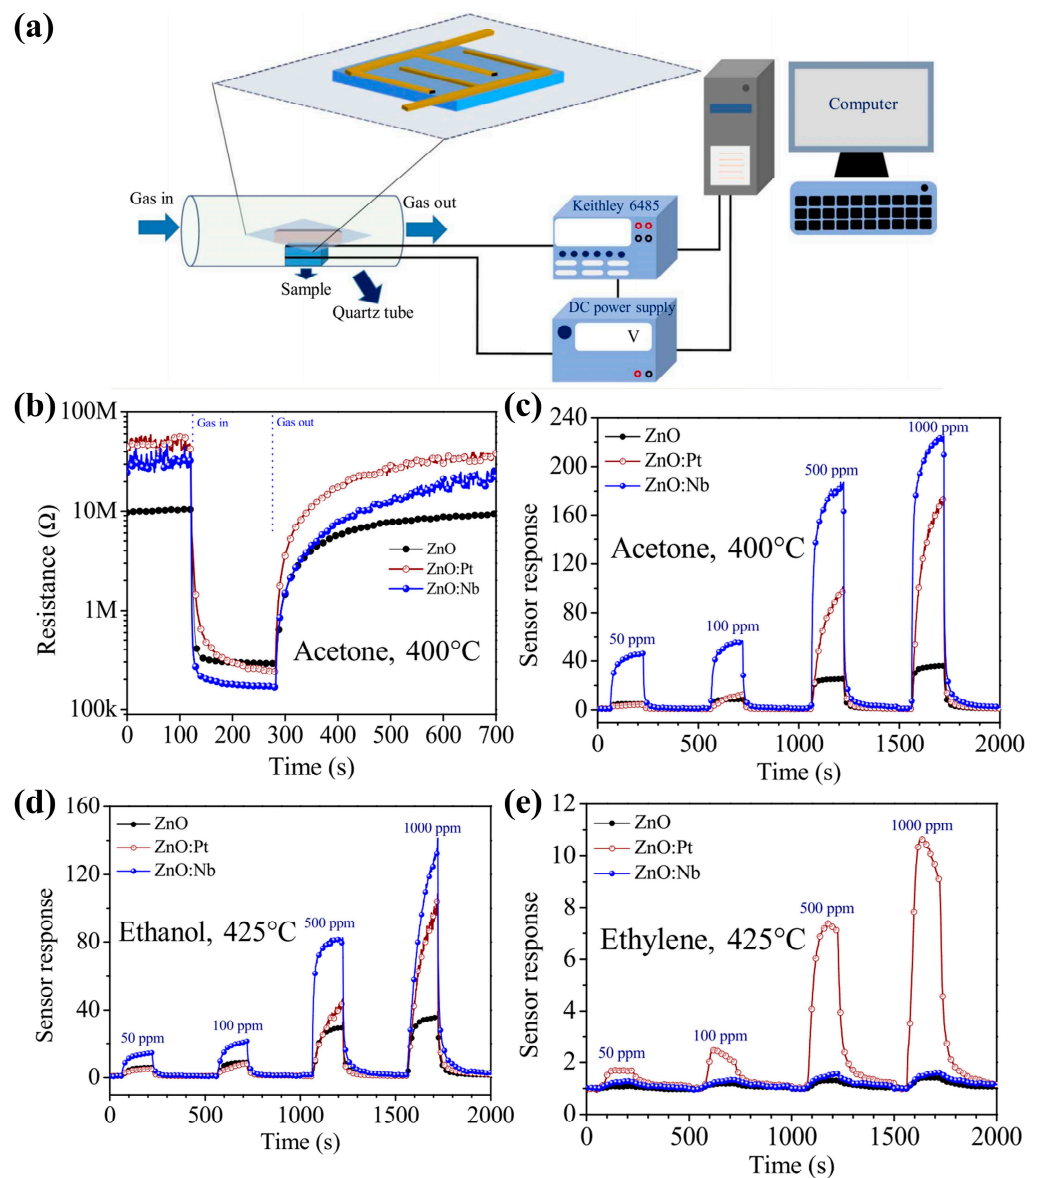 (a)
Computer
Gas in
Gas out
Keithley 6485
Sample
Quartz tube
DC power supply
V
(b)
100M
10M
1M
100k
Resistance (Ω)
Gas in
Gas out
ZnO
ZnO:Pt
ZnO:Nb
Acetone, 400°C
0 100 200 300 400 500 600 700
Time (s)
(c)
240
200
160
120
80
40
0
Sensor response
ZnO
ZnO:Pt
ZnO:Nb
1000 ppm
500 ppm
Acetone, 400°C
50 ppm
100 ppm
0 500 1000 1500 2000
Time (s)
(d)
160
120
80
40
0
Sensor response
ZnO
ZnO:Pt
ZnO:Nb
1000 ppm
Ethanol, 425°C
500 ppm
50 ppm
100 ppm
0 500 1000 1500 2000
Time (s)
(e)
12
10
8
6
4
2
0
Sensor response
ZnO
ZnO:Pt
ZnO:Nb
1000 ppm
500 ppm
Ethylene, 425°C
50 ppm
100 ppm
0 500 1000 1500 2000
Time (s)